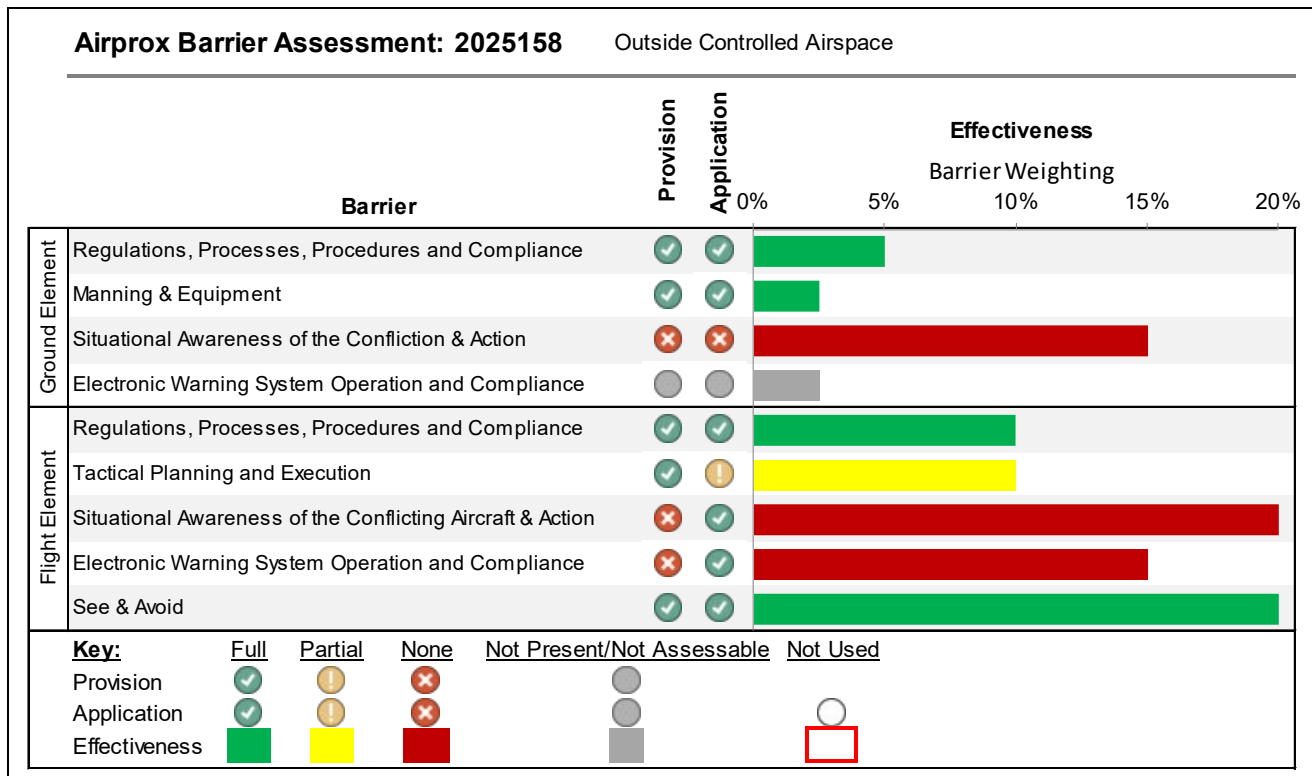 Airprox Barrier Assessment: 2025158 Outside Controlled Airspace
Provision
Application
Effectiveness
Barrier Weighting
Barrier
0% 5% 10% 15% 20%
Ground Element
Regulations, Processes, Procedures and Compliance
Manning & Equipment
Situational Awareness of the Confliction & Action
Electronic Warning System Operation and Compliance
Flight Element
Regulations, Processes, Procedures and Compliance
Tactical Planning and Execution
Situational Awareness of the Conflicting Aircraft & Action
Electronic Warning System Operation and Compliance
See & Avoid
Key: Full Partial None Not Present/Not Assessable Not Used
Provision
Application
Effectiveness